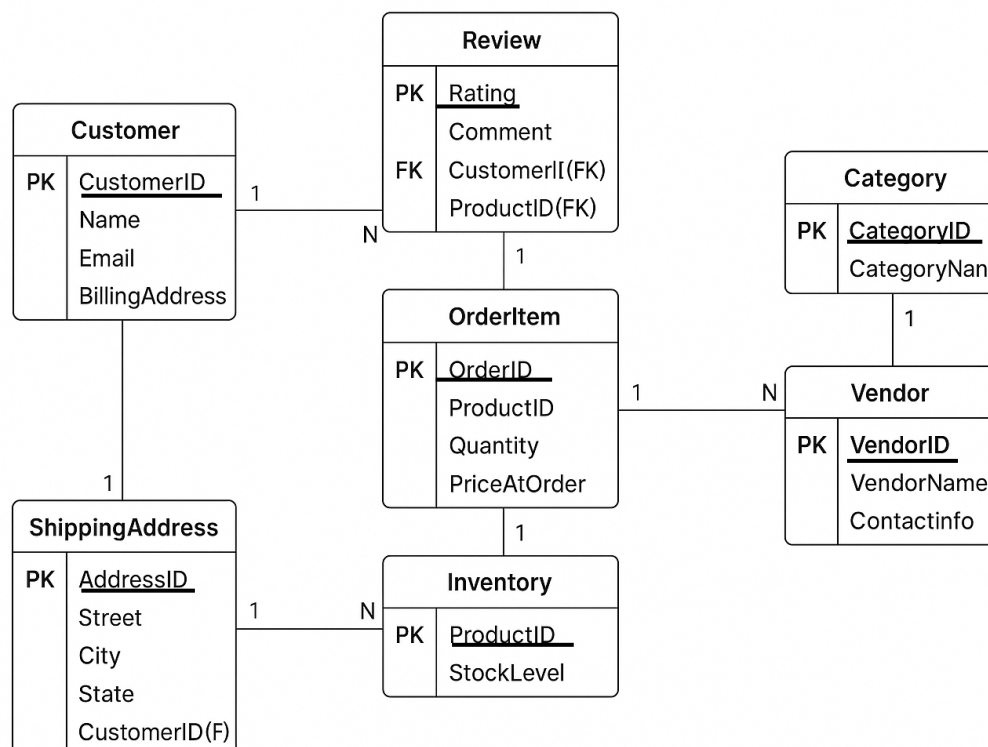 Review
PK Rating
Comment
FK CustomerI[(FK)
ProductID(FK)
Customer
PK CustomerID
Name
Email
BillingAddress
1
N
1
Category
PK CategoryID
CategoryNan
1
OrderItem
PK OrderID
ProductID
Quantity
PriceAtOrder
1
N
Vendor
PK VendorID
VendorName
Contactinfo
1
1
ShippingAddress
PK AddressID
Street
City
State
CustomerID(F)
1
N
Inventory
PK ProductID
StockLevel